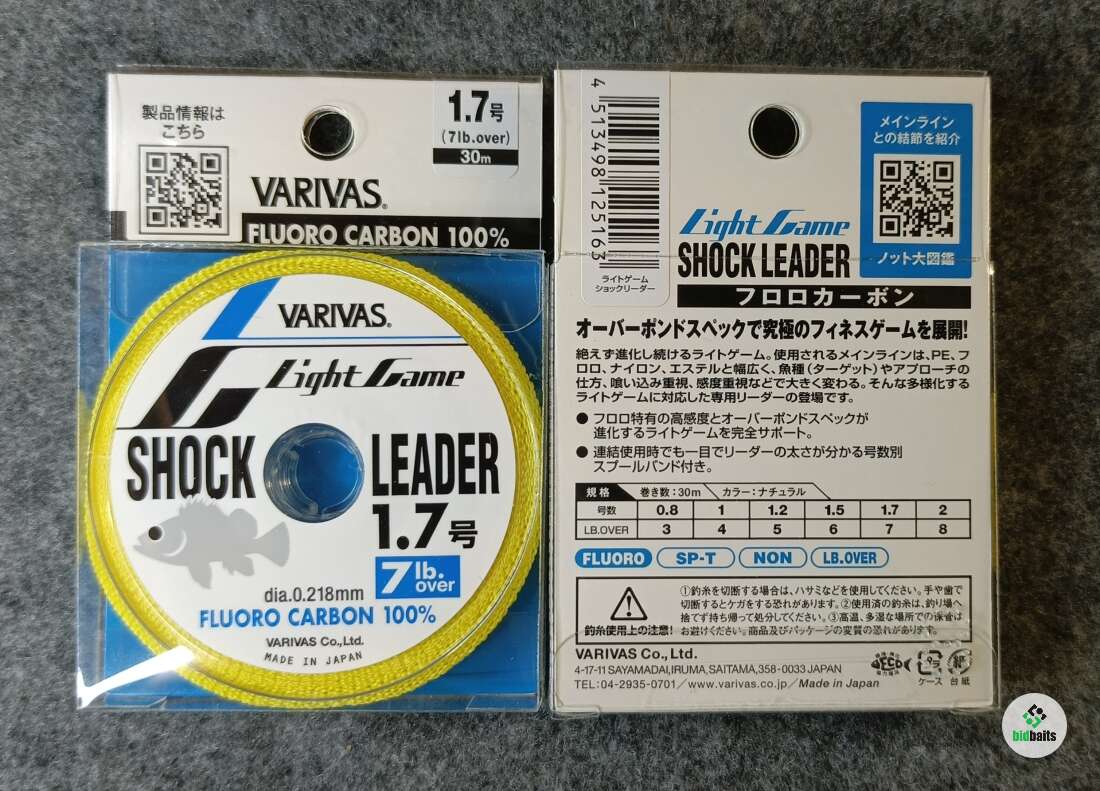 製品情報は
こちら
1.7号
(7lb.over)
30m
VARIVAS®
FLUORO CARBON 100%
VARIVAS®
Light Game
SHOCK LEADER
1.7号
7 lb. over
dia.0.218mm
FLUORO CARBON 100%
VARIVAS Co.,Ltd.
MADE IN JAPAN
4 513498 125163
ライトゲーム
ショックリーダー
メインライン
との結節を紹介
ノット大図鑑
Light Game
SHOCK LEADER
フロロカーボン
オーバーポンドスペックで究極のフィネスゲームを展開!
絶えず進化し続けるライトゲーム。使用されるメインラインは、PE、フ
ロロ、ナイロン、エステルと幅広く、魚種(ターゲット)やアプローチの
仕方、喰い込み重視、感度重視などで大きく変わる。そんな多様化する
ライトゲームに対応した専用リーダーの登場です。
● フロロ特有の高感度とオーバーポンドスペックが
進化するライトゲームを完全サポート。
● 連結使用時でも一目でリーダーの太さが分かる号数別
スプールバンド付き。
規格 巻き数:30m カラー:ナチュラル
号数 0.8 1 1.2 1.5 1.7 2
LB.OVER 3 4 5 6 7 8
FLUORO SP-T NON LB.OVER
釣糸使用上の注意!
①釣糸を切断する場合は、ハサミなどを使用してください。手や歯で
切断するとケガをする恐れがあります。②使用済の釣糸は、釣り場へ
捨てず持ち帰って処分してください。③高温、多湿な場所での保管は
お避けください。商品及びパッケージの変質の恐れがあります。
VARIVAS Co., Ltd.
4-17-11 SAYAMADAI,IRUMA,SAITAMA,358-0033 JAPAN
TEL:04-2935-0701/www.varivas.co.jp/Made in Japan
プラ
ケース
紙
台紙
bidbaits